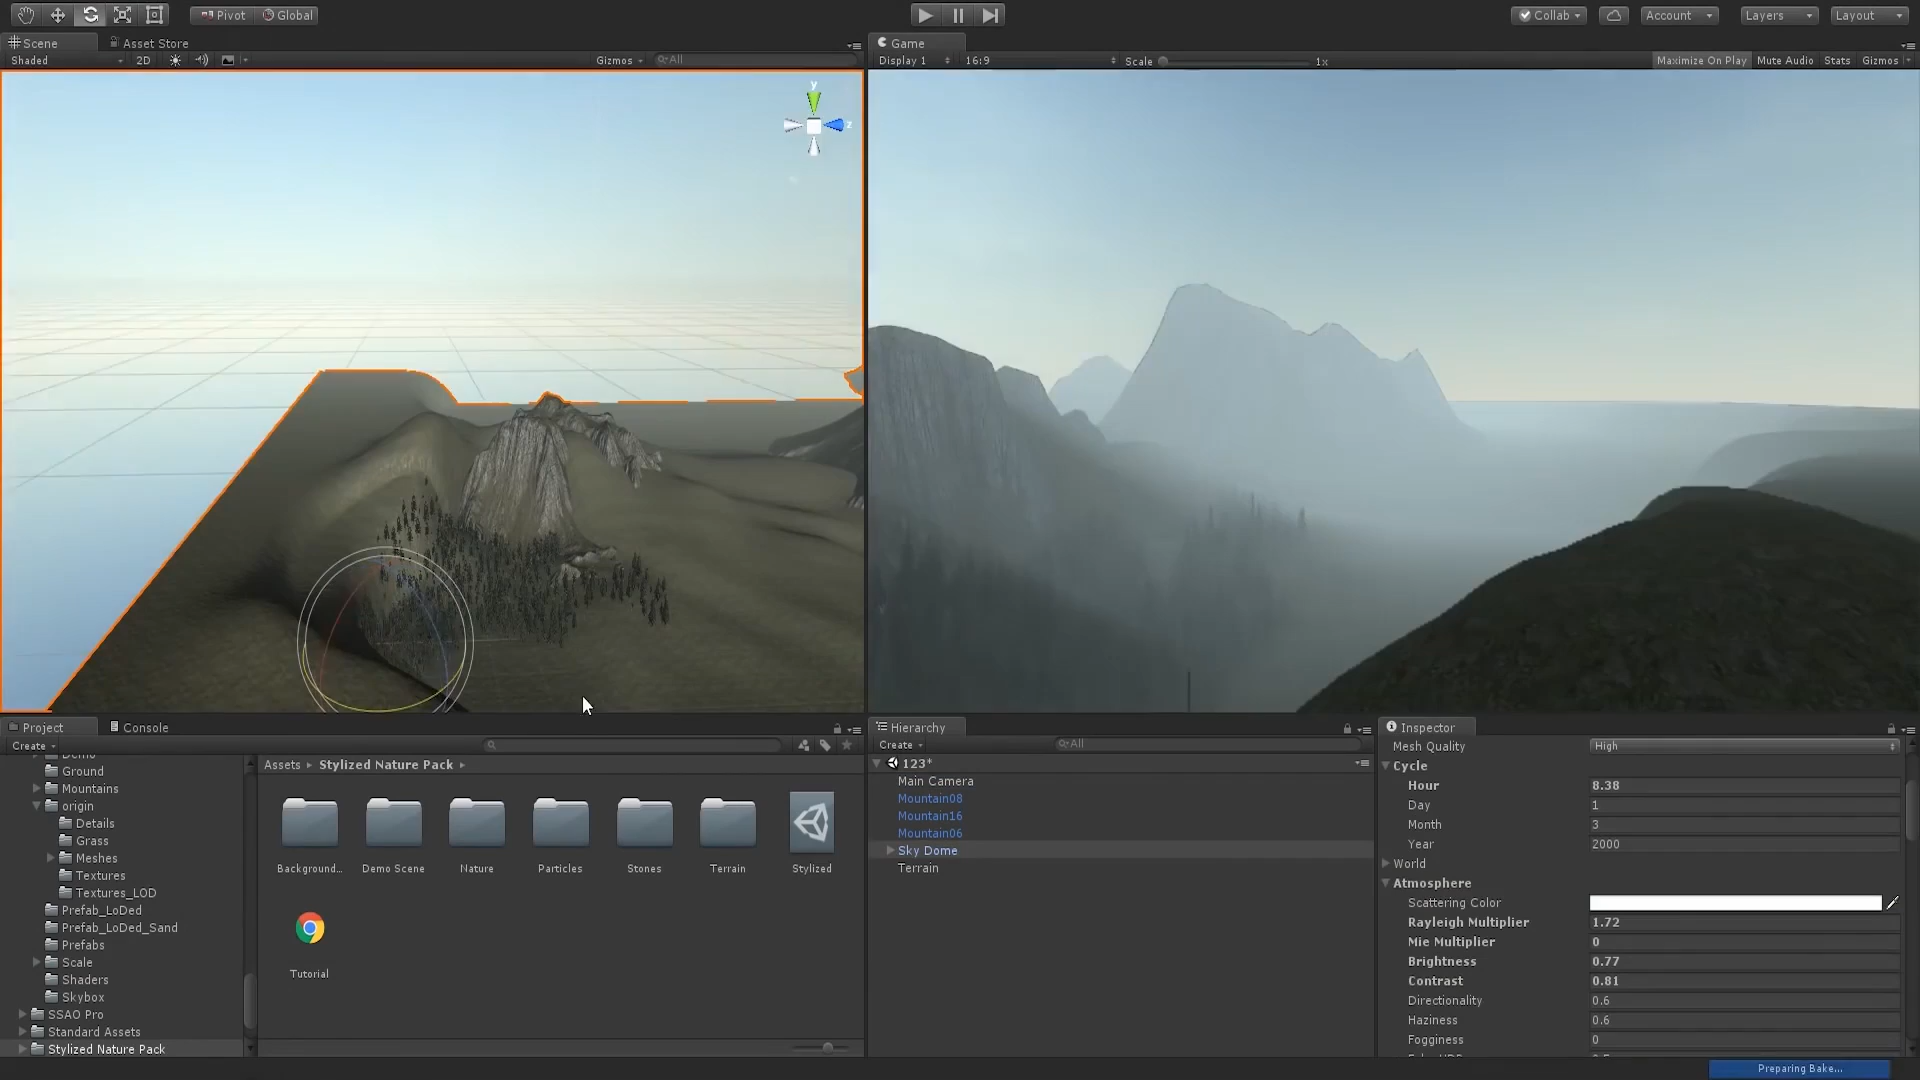 Pivot Global Collab Account Layers Layout
Scene Asset Store
Shaded 2D Gizmos All
y
z
Game
Display 1 16:9 Scale 1x Maximize On Play Mute Audio Stats Gizmos
Project Console
Create
Demo
Ground
Mountains
origin
Details
Grass
Meshes
Textures
Textures_LOD
Prefab_LoDed
Prefab_LoDed_Sand
Prefabs
Scale
Shaders
Skybox
SSAO Pro
Standard Assets
Stylized Nature Pack
Assets Stylized Nature Pack
Background... Demo Scene Nature Particles Stones Terrain Stylized
Tutorial
Hierarchy
Create All
123*
Main Camera
Mountain08
Mountain16
Mountain06
Sky Dome
Terrain
Inspector
Mesh Quality High
Cycle
Hour 8.38
Day 1
Month 3
Year 2000
World
Atmosphere
Scattering Color
Rayleigh Multiplier 1.72
Mie Multiplier 0
Brightness 0.77
Contrast 0.81
Directionality 0.6
Haziness 0.6
Fogginess 0
Preparing Bake...